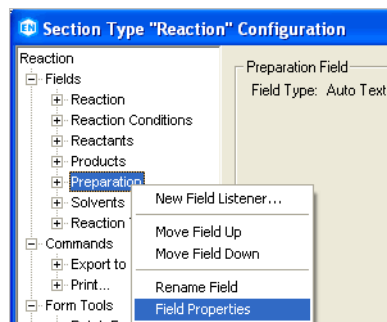 EN Section Type "Reaction" Configuration
Reaction
Fields
Reaction
Reaction Conditions
Reactants
Products
Preparation
Solvents
Reaction
Commands
Export to
Print...
Form Tools
Preparation Field
Field Type: Auto Text
New Field Listener...
Move Field Up
Move Field Down
Rename Field
Field Properties